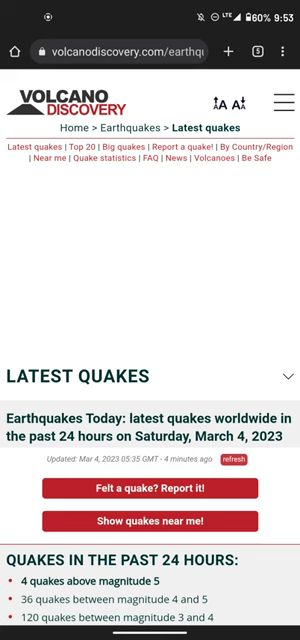 LTE 60% 9:53
volcanodiscovery.com/earthqu
5
VOLCANO
DISCOVERY
A A
Home > Earthquakes > Latest quakes
Latest quakes | Top 20 | Big quakes | Report a quake! | By Country/Region
| Near me | Quake statistics | FAQ | News | Volcanoes | Be Safe
LATEST QUAKES
Earthquakes Today: latest quakes worldwide in
the past 24 hours on Saturday, March 4, 2023
Updated: Mar 4, 2023 05:35 GMT - 4 minutes ago refresh
Felt a quake? Report it!
Show quakes near me!
QUAKES IN THE PAST 24 HOURS:
• 4 quakes above magnitude 5
• 36 quakes between magnitude 4 and 5
• 120 quakes between magnitude 3 and 4